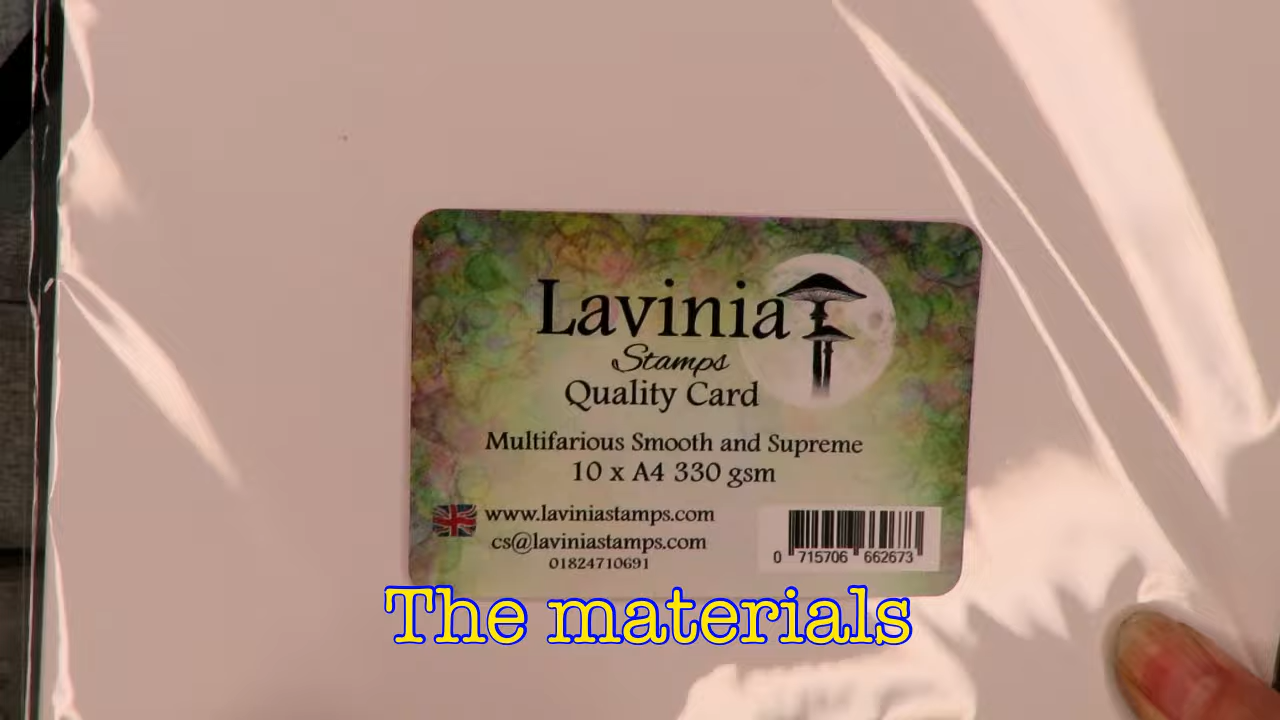 Lavinia
Stamps
Quality Card
Multifarious Smooth and Supreme
10 x A4 330 gsm
www.laviniastamps.com
cs@laviniastamps.com
01824710691
0 715706 662673
The materials